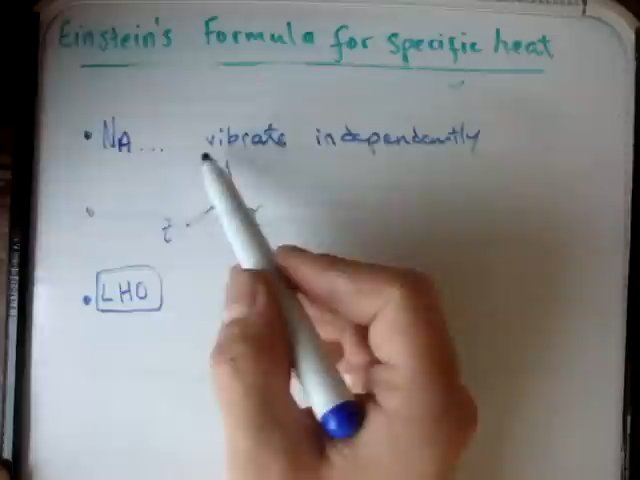 Einstein's Formula for specific heat
• NA... vibrate independently
•
z
• LHO